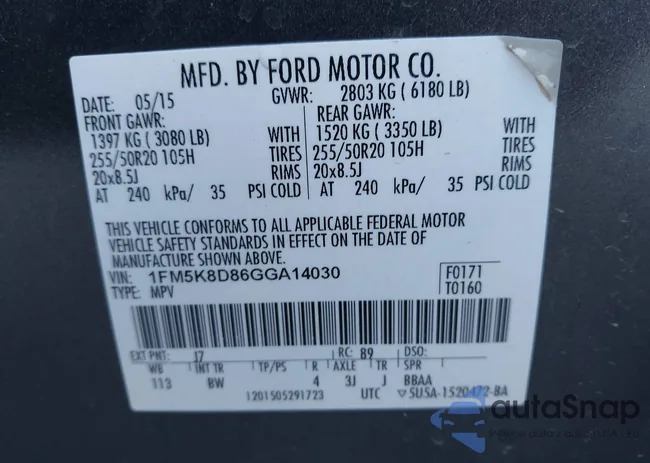 MFD. BY FORD MOTOR CO.
DATE: 05/15 GVWR: 2803 KG ( 6180 LB)
FRONT GAWR: REAR GAWR:
1397 KG ( 3080 LB) WITH 1520 KG ( 3350 LB) WITH
255/50R20 105H TIRES 255/50R20 105H TIRES
20x8.5J RIMS 20x8.5J RIMS
AT 240 kPa/ 35 PSI COLD AT 240 kPa/ 35 PSI COLD
THIS VEHICLE CONFORMS TO ALL APPLICABLE FEDERAL MOTOR
VEHICLE SAFETY STANDARDS IN EFFECT ON THE DATE OF
MANUFACTURE SHOWN ABOVE.
VIN: 1FM5K8D86GGA14030 F0171
TYPE: MPV T0160
EXT PNT: J7 RC: 89 DSO:
WB INT TR TP/PS R AXLE TR SPR
113 BW 4 3J J BBAA
1201505291723 UTC 5U5A-1520472-BA
autoSnap